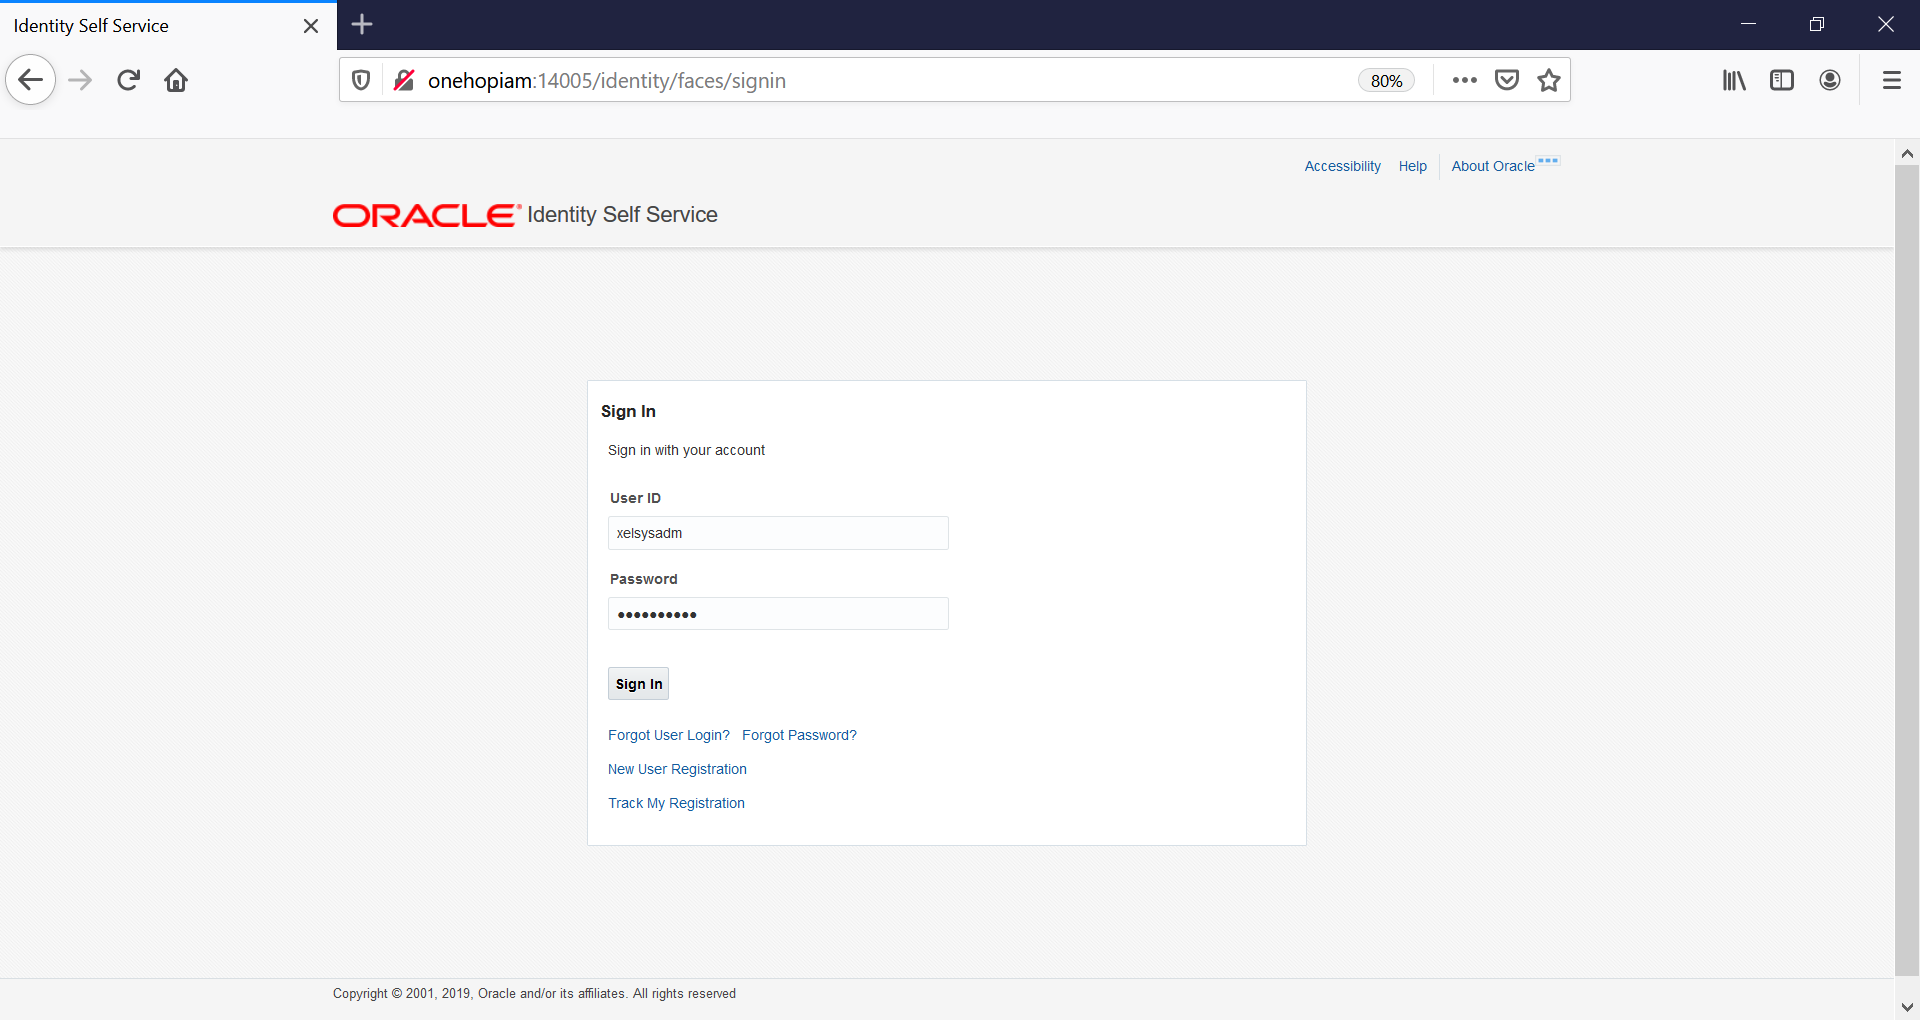 Identity Self Service
onehopiam:14005/identity/faces/signin
80%
Accessibility Help About Oracle
ORACLE® Identity Self Service
Sign In
Sign in with your account
User ID
xelsysadm
Password
••••••••••
Sign In
Forgot User Login? Forgot Password?
New User Registration
Track My Registration
Copyright © 2001, 2019, Oracle and/or its affiliates. All rights reserved